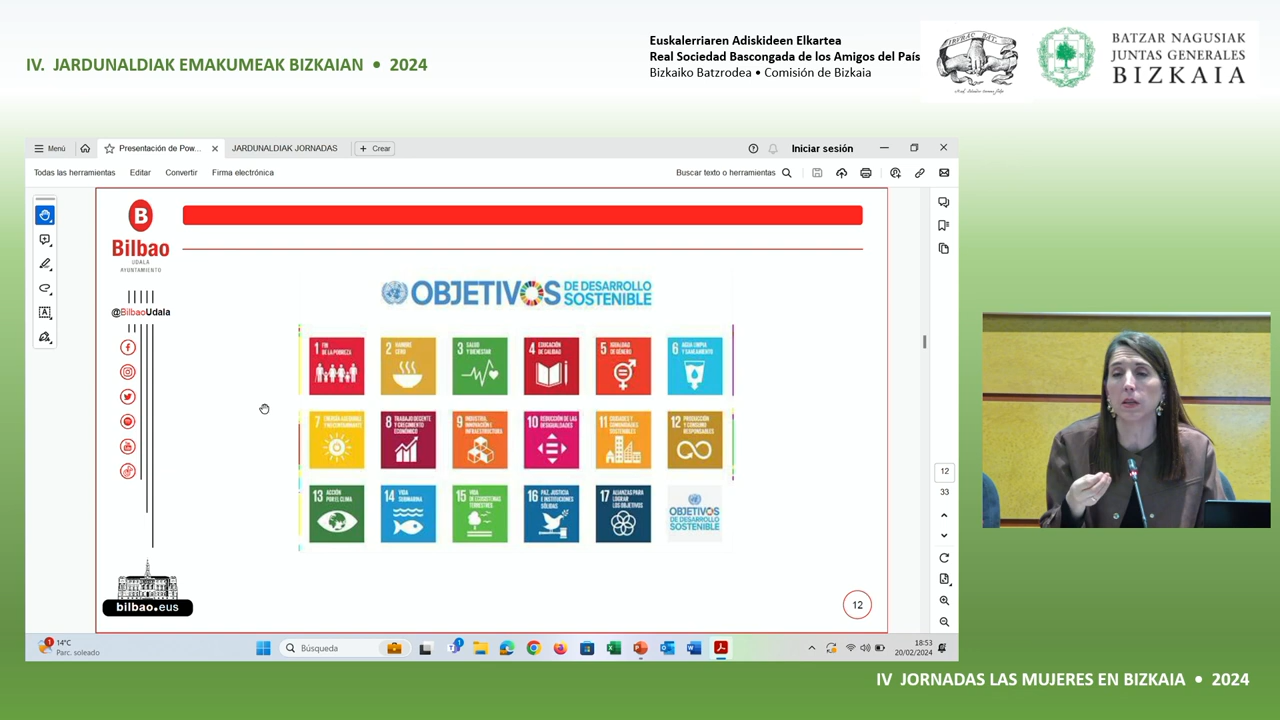 IV. JARDUNALDIAK EMAKUMEAK BIZKAIAN • 2024
Euskalerriaren Adiskideen Elkartea
Real Sociedad Bascongada de los Amigos del País
Bizkaiko Batzrodea • Comisión de Bizkaia
BATZAR NAGUSIAK
JUNTAS GENERALES
BIZKAIA
Menú
Presentación de Pow...
JARDUNALDIAK JORNADAS
Crear
Iniciar sesión
Todas las herramientas
Editar
Convertir
Firma electrónica
Buscar texto o herramientas
B
Bilbao
UDALA
AYUNTAMIENTO
@BilbaoUdala
bilbao.eus
OBJETIVOS DE DESARROLLO
SOSTENIBLE
1 FIN
DE LA POBREZA
2 HAMBRE
CERO
3 SALUD
Y BIENESTAR
4 EDUCACIÓN
DE CALIDAD
5 IGUALDAD
DE GÉNERO
6 AGUA LIMPIA
Y SANEAMIENTO
7 ENERGÍA ASEQUIBLE
Y NO CONTAMINANTE
8 TRABAJO DECENTE
Y CRECIMIENTO
ECONÓMICO
9 INDUSTRIA,
INNOVACIÓN E
INFRAESTRUCTURA
10 REDUCCIÓN DE LAS
DESIGUALDADES
11 CIUDADES Y
COMUNIDADES
SOSTENIBLES
12 PRODUCCIÓN
Y CONSUMO
RESPONSABLES
13 ACCIÓN
POR EL CLIMA
14 VIDA
SUBMARINA
15 VIDA
DE ECOSISTEMAS
TERRESTRES
16 PAZ, JUSTICIA
E INSTITUCIONES
SÓLIDAS
17 ALIANZAS PARA
LOGRAR
LOS OBJETIVOS
OBJETIVOS
DE DESARROLLO
SOSTENIBLE
12
12
33
1
14°C
Parc. soleado
Búsqueda
18:53
20/02/2024
IV JORNADAS LAS MUJERES EN BIZKAIA • 2024